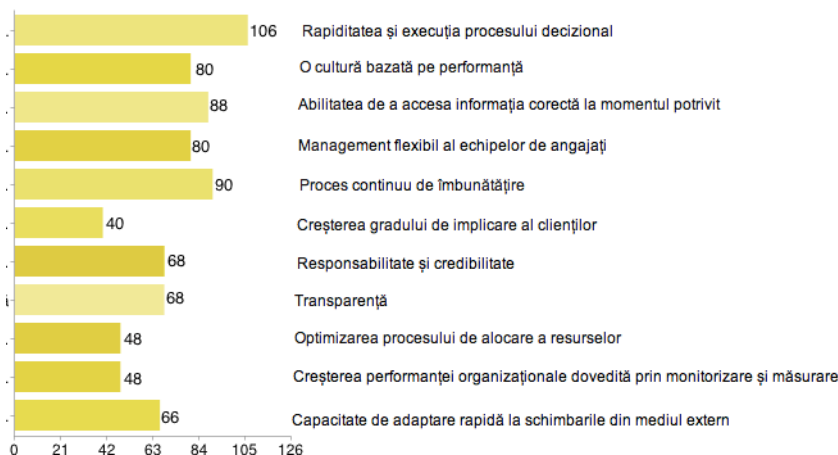 106 Rapiditatea și execuția procesului decizional
80 O cultură bazată pe performanță
88 Abilitatea de a accesa informația corectă la momentul potrivit
80 Management flexibil al echipelor de angajați
90 Proces continuu de îmbunătățire
40 Creșterea gradului de implicare al clienților
68 Responsabilitate și credibilitate
68 Transparență
48 Optimizarea procesului de alocare a resurselor
48 Creșterea performanței organizaționale dovedită prin monitorizare și măsurare
66 Capacitate de adaptare rapidă la schimbarile din mediul extern
0 21 42 63 84 105 126